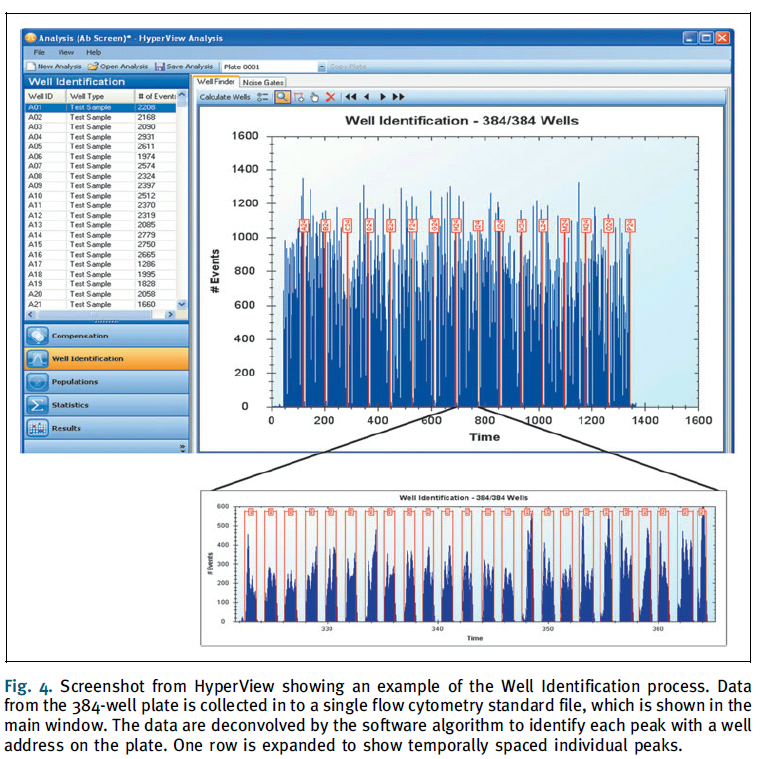 Analysis (Ab Screen)* - HyperView Analysis
File View Help
New Analysis Open Analysis Save Analysis Plate 0001 Copy Plate
Well Identification
Well ID Well Type # of Events
A01 Test Sample 2208
A02 Test Sample 2168
A03 Test Sample 2090
A04 Test Sample 2931
A05 Test Sample 2611
A06 Test Sample 1974
A07 Test Sample 2574
A08 Test Sample 2324
A09 Test Sample 2397
A10 Test Sample 2512
A11 Test Sample 2370
A12 Test Sample 2319
A13 Test Sample 2085
A14 Test Sample 2779
A15 Test Sample 2750
A16 Test Sample 2665
A17 Test Sample 1286
A18 Test Sample 1995
A19 Test Sample 1828
A20 Test Sample 2058
A21 Test Sample 1660
Compensation
Well Identification
Populations
Statistics
Results
Well Finder Noise Gates
Calculate Wells
Well Identification - 384/384 Wells
# Events
1600
1400
1200
1000
800
600
400
200
0
0 200 400 600 800 1000 1200 1400 1600
Time
Well Identification - 384/384 Wells
# Events
600
500
400
300
200
100
0
330 340 350 360
Time
Fig. 4. Screenshot from HyperView showing an example of the Well Identification process. Data
from the 384-well plate is collected in to a single flow cytometry standard file, which is shown in the
main window. The data are deconvolved by the software algorithm to identify each peak with a well
address on the plate. One row is expanded to show temporally spaced individual peaks.